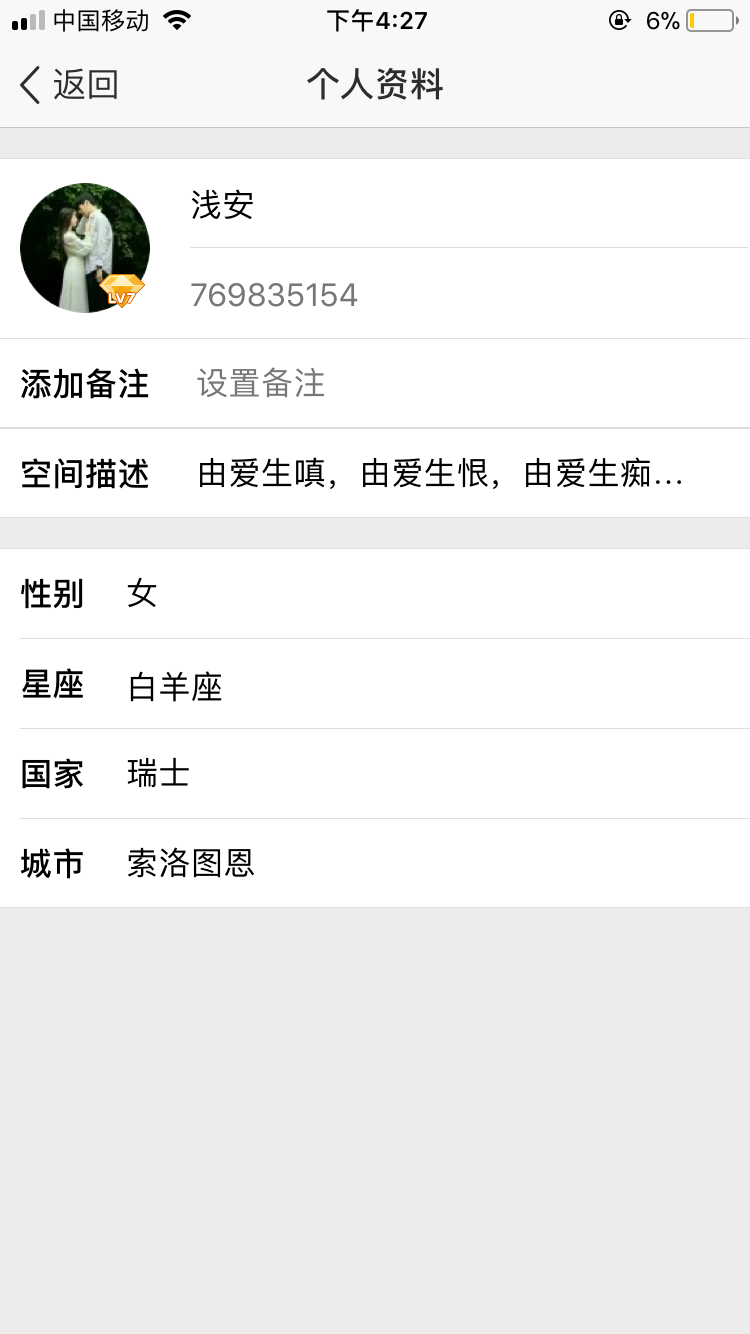 中国移动 下午4:27 6%
返回 个人资料
浅安
LV7
769835154
添加备注 设置备注
空间描述 由爱生嗔，由爱生恨，由爱生痴...
性别 女
星座 白羊座
国家 瑞士
城市 索洛图恩